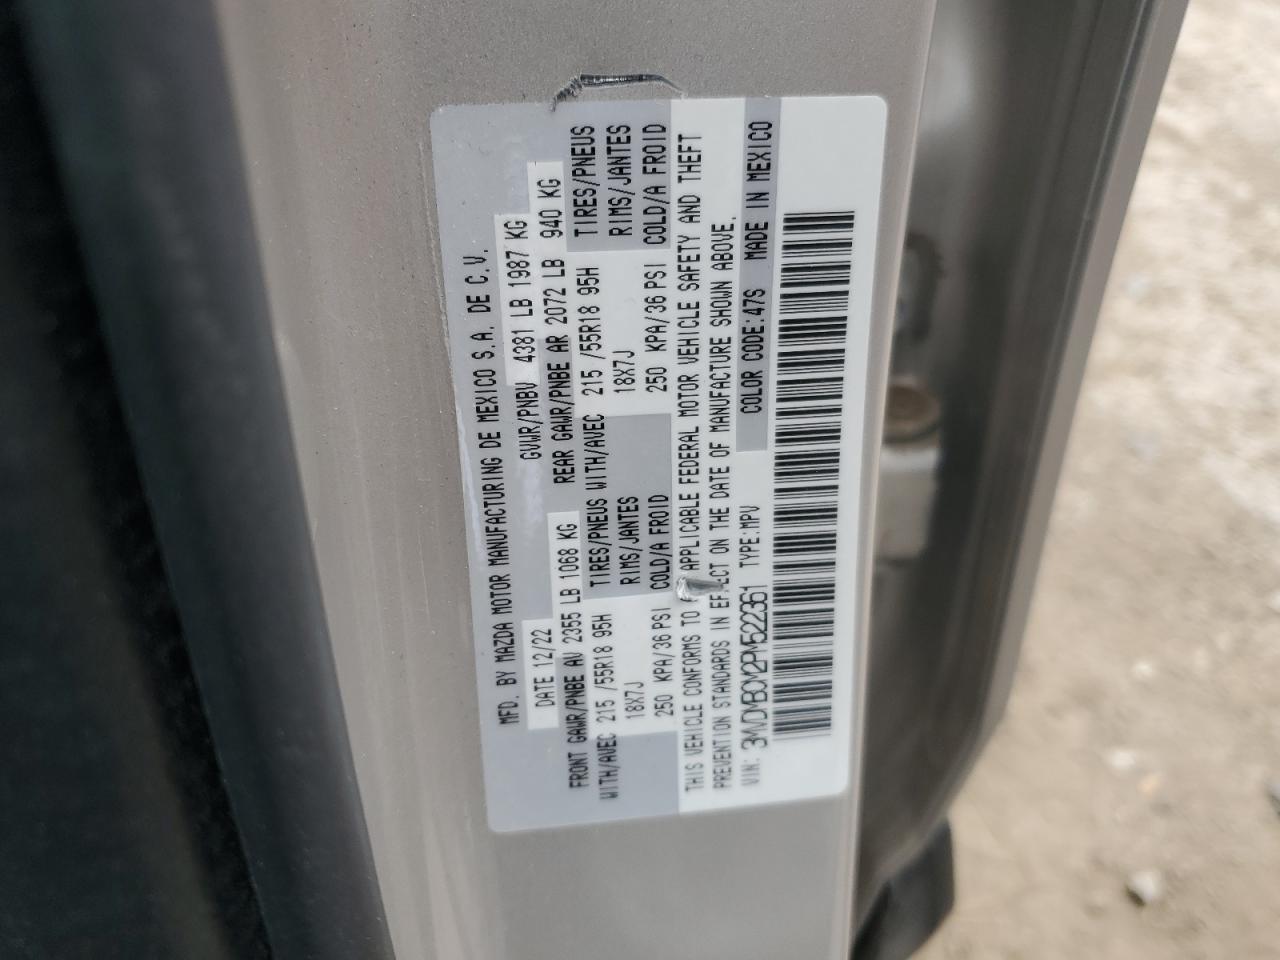 MFD. BY MAZDA MOTOR MANUFACTURING DE MEXICO S.A. DE C.V.
DATE 12/22 GVWR/PNBV 4381 LB 1987 KG
FRONT GAWR/PNBE AV 2355 LB 1068 KG REAR GAWR/PNBE AR 2072 LB 940 KG
WITH/AVEC 215 /55R18 95H TIRES/PNEUS WITH/AVEC 215 /55R18 95H TIRES/PNEUS
18X7J RIMS/JANTES 18X7J RIMS/JANTES
250 KPA/36 PSI COLD/A FROID 250 KPA/36 PSI COLD/A FROID
THIS VEHICLE CONFORMS TO APPLICABLE FEDERAL MOTOR VEHICLE SAFETY AND THEFT
PREVENTION STANDARDS IN EFFECT ON THE DATE OF MANUFACTURE SHOWN ABOVE.
VIN: 3MVDMBCM2PM522361 TYPE:MPV COLOR CODE:47S MADE IN MEXICO